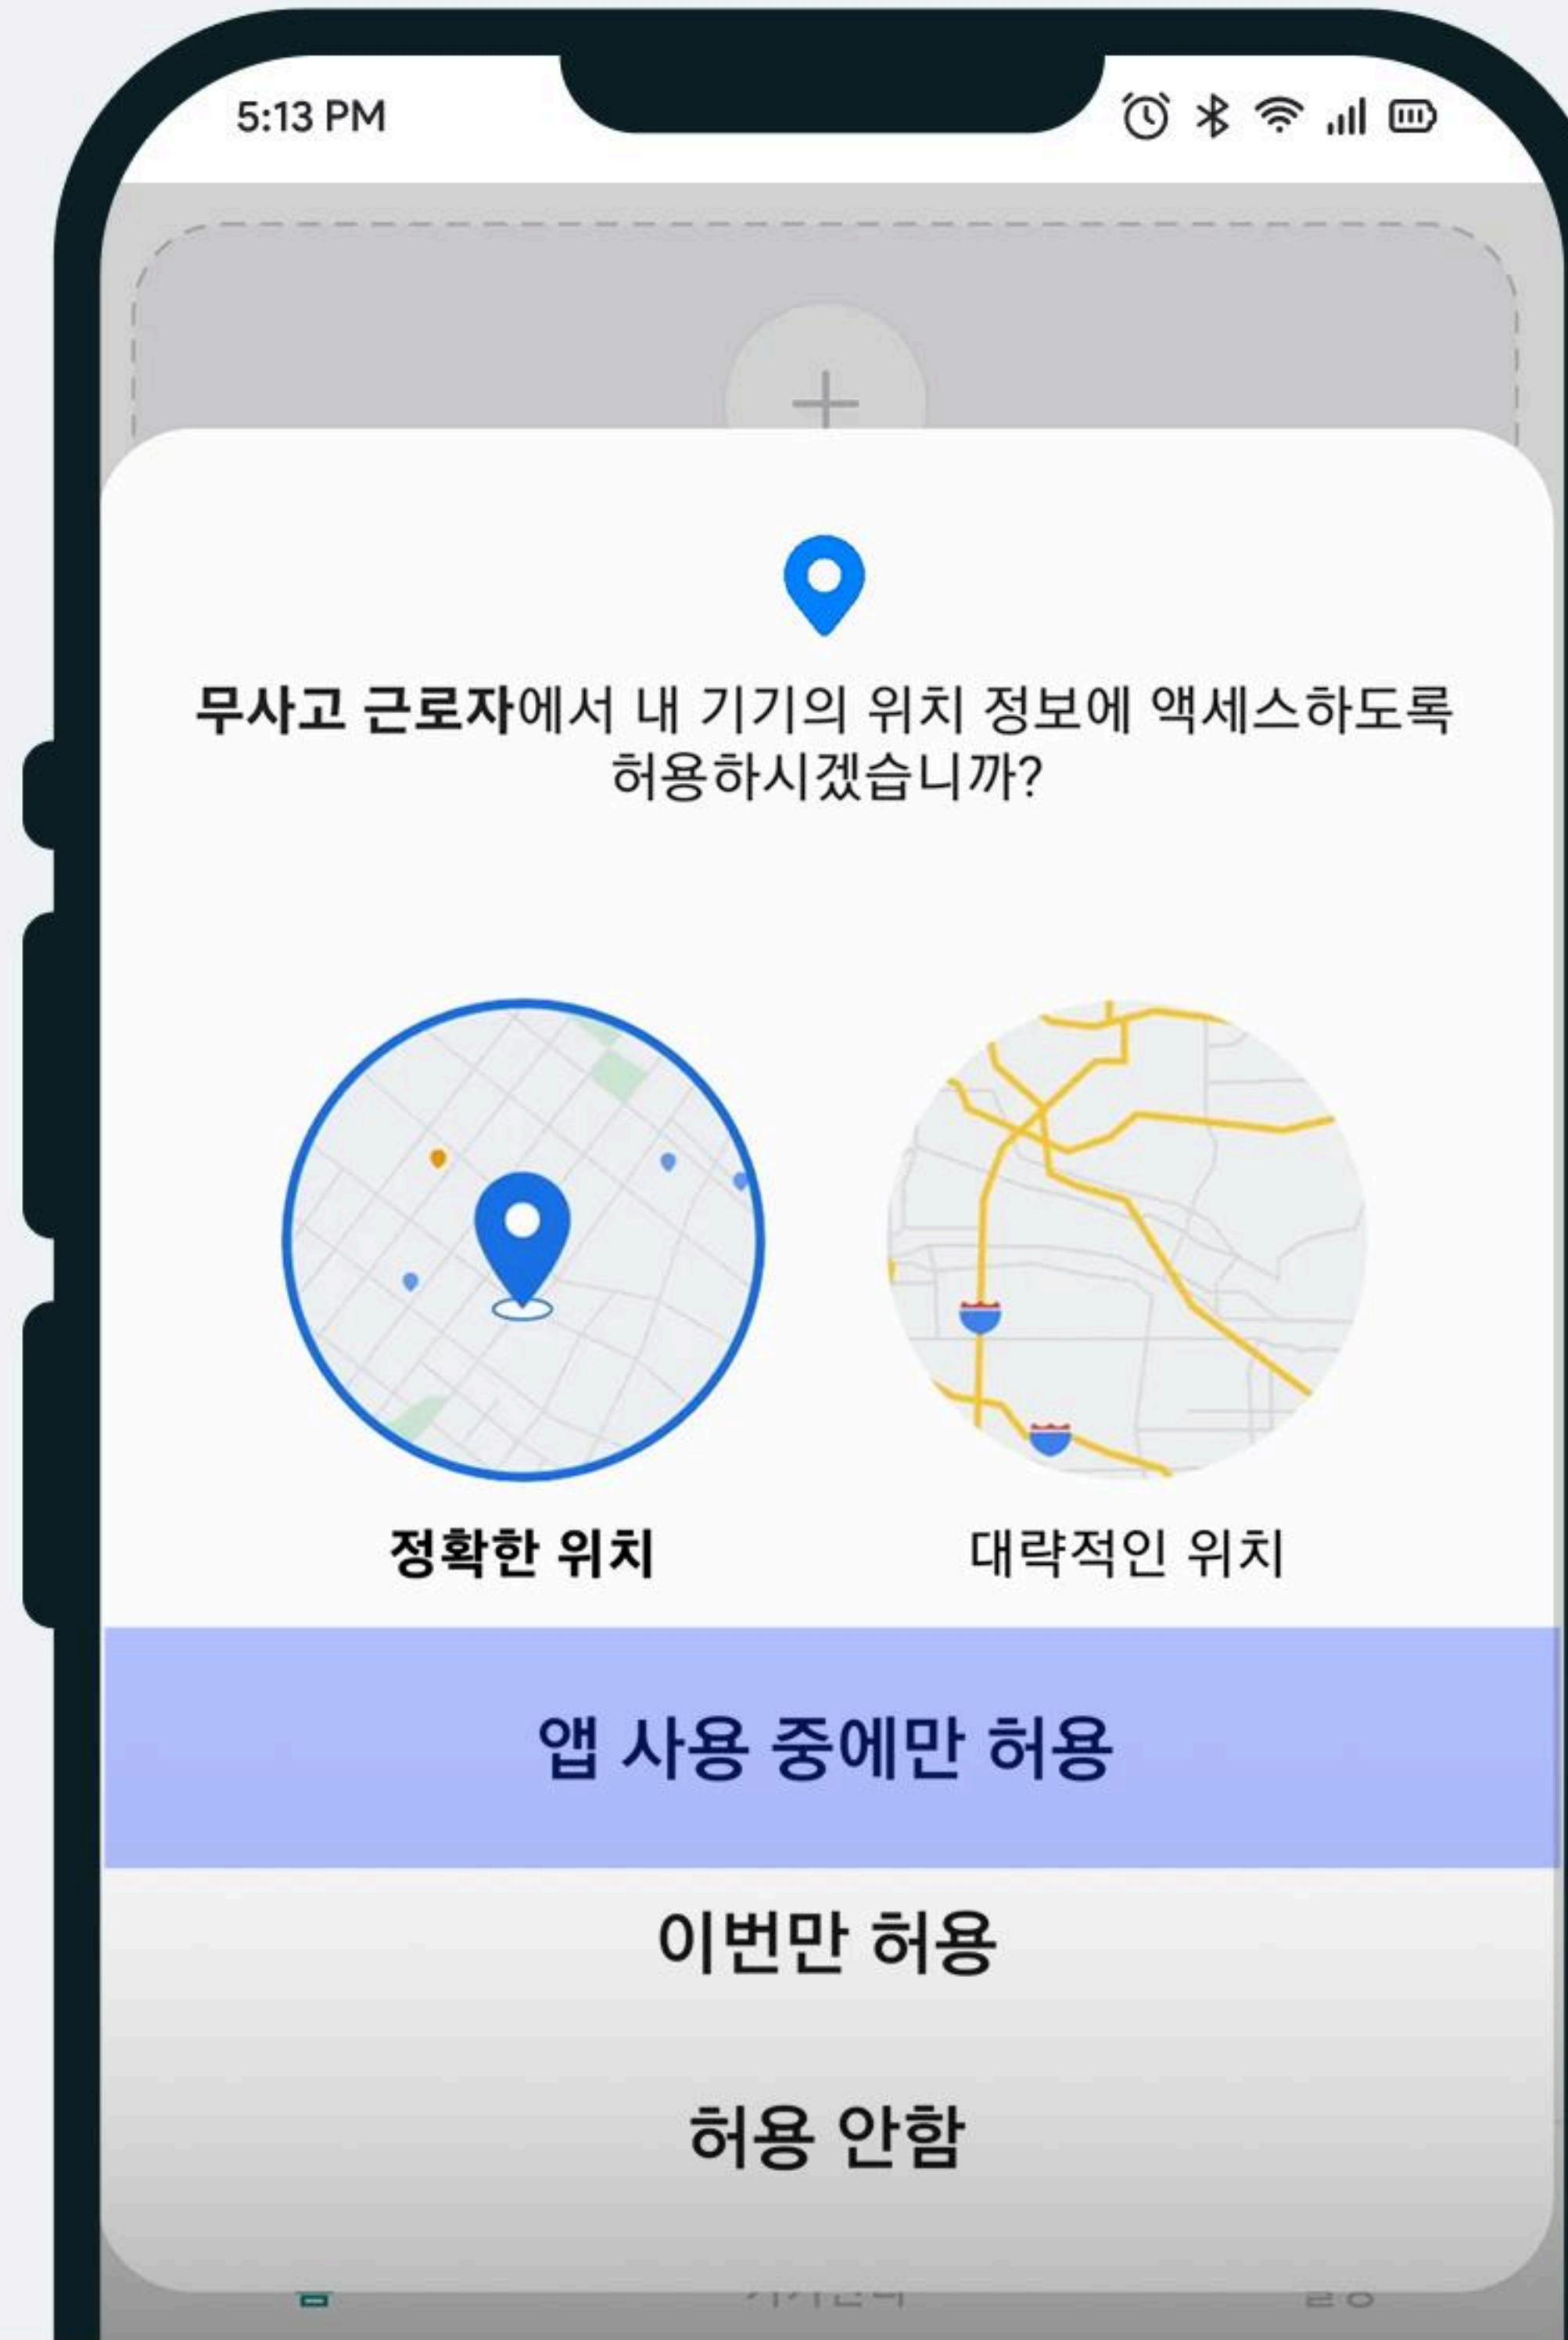 5:13 PM
무사고 근로자에서 내 기기의 위치 정보에 액세스하도록
허용하시겠습니까?
정확한 위치
대략적인 위치
앱 사용 중에만 허용
이번만 허용
허용 안함